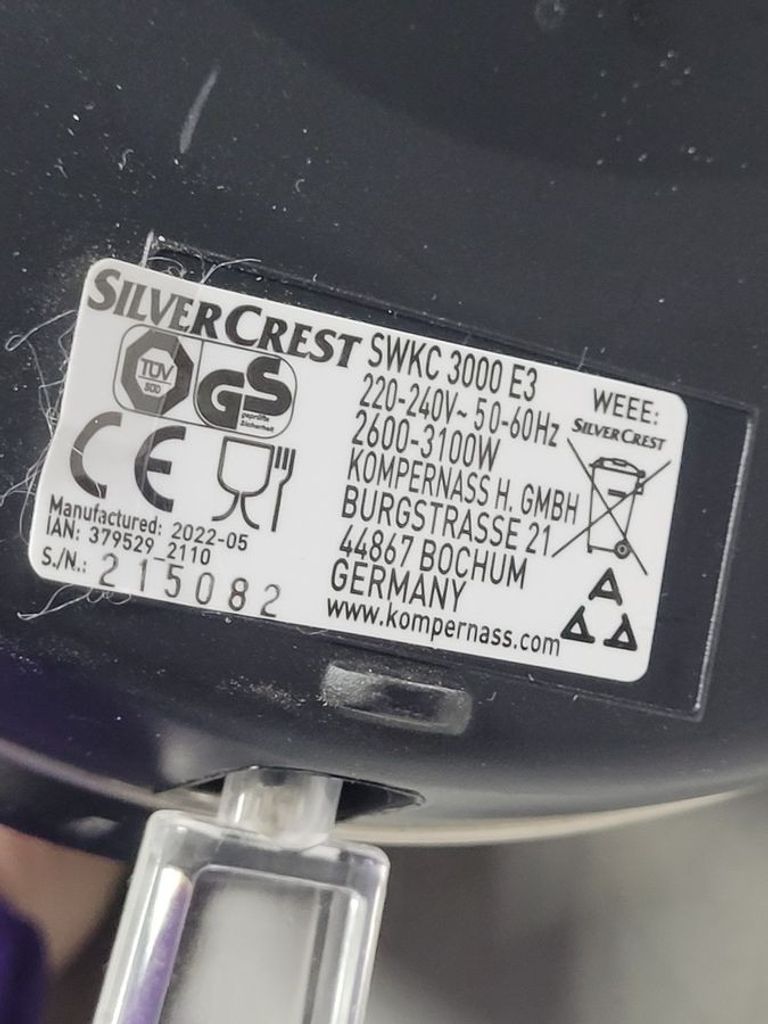 SILVERCREST
SWKC 3000 E3
220-240V~ 50-60Hz
2600-3100W
KOMPERNASS H. GMBH
BURGSTRASSE 21
44867 BOCHUM
GERMANY
www.kompernass.com
TÜV
SÜD
GS
geprüfte
Sicherheit
CE
Manufactured: 2022-05
IAN: 379529_2110
S./N.: 215082
WEEE:
SILVERCREST